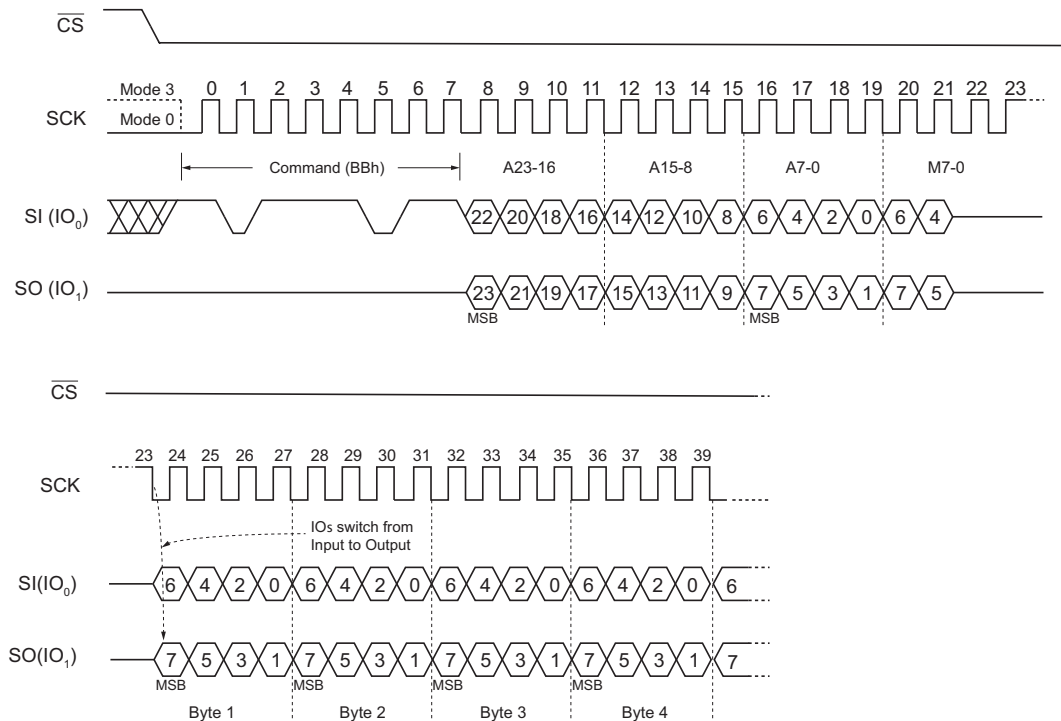 CS
Mode 3 0 1 2 3 4 5 6 7 8 9 10 11 12 13 14 15 16 17 18 19 20 21 22 23
SCK Mode 0
Command (BBh) A23-16 A15-8 A7-0 M7-0
SI (IO0) 22 20 18 16 14 12 10 8 6 4 2 0 6 4
SO (IO1) 23 21 19 17 15 13 11 9 7 5 3 1 7 5
MSB MSB
CS
23 24 25 26 27 28 29 30 31 32 33 34 35 36 37 38 39
SCK
IOs switch from
Input to Output
SI(IO0) 6 4 2 0 6 4 2 0 6 4 2 0 6 4 2 0 6
SO(IO1) 7 5 3 1 7 5 3 1 7 5 3 1 7 5 3 1 7
MSB MSB MSB MSB
Byte 1 Byte 2 Byte 3 Byte 4